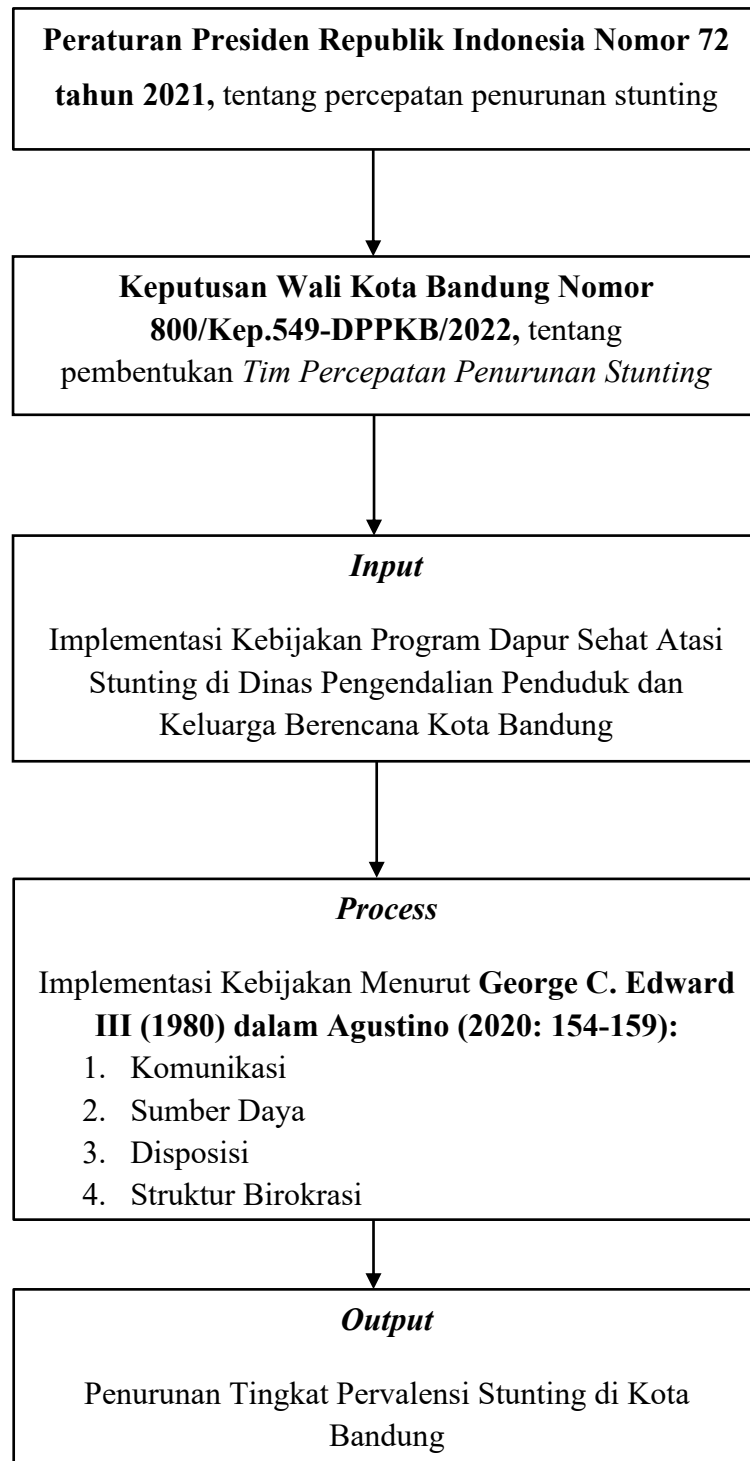 Peraturan Presiden Republik Indonesia Nomor 72
tahun 2021, tentang percepatan penurunan stunting
Keputusan Wali Kota Bandung Nomor
800/Kep.549-DPPKB/2022, tentang
pembentukan Tim Percepatan Penurunan Stunting
Input
Implementasi Kebijakan Program Dapur Sehat Atasi
Stunting di Dinas Pengendalian Penduduk dan
Keluarga Berencana Kota Bandung
Process
Implementasi Kebijakan Menurut George C. Edward
III (1980) dalam Agustino (2020: 154-159):
1. Komunikasi
2. Sumber Daya
3. Disposisi
4. Struktur Birokrasi
Output
Penurunan Tingkat Pervalensi Stunting di Kota
Bandung